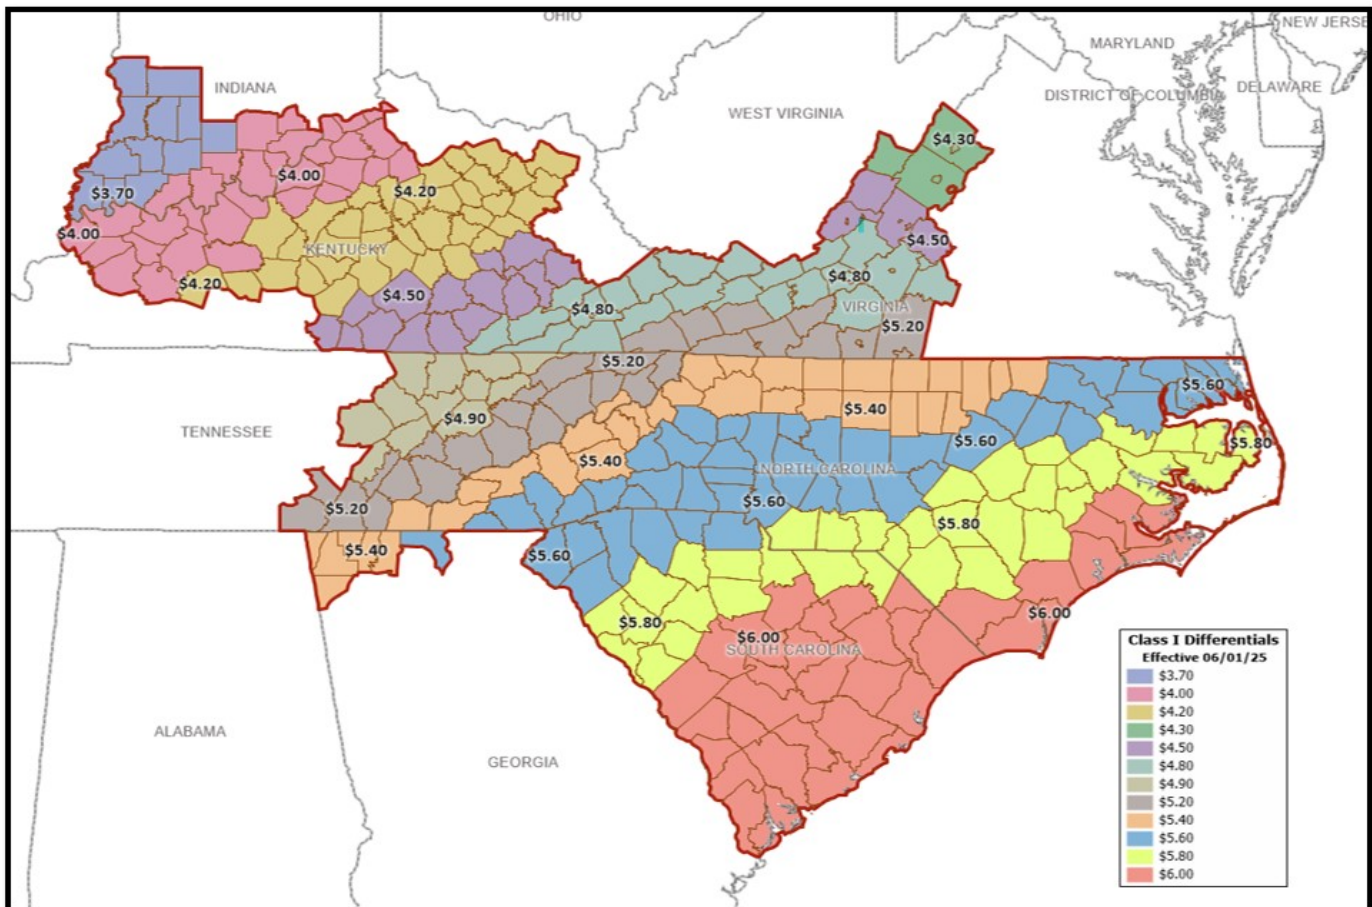 OHIO
NEW JERSE
MARYLAND
INDIANA
DISTRICT OF COLUMBIA
DELAWARE
WEST VIRGINIA
$4.30
$4.00
$3.70
$4.20
$4.00
$4.50
KENTUCKY
$4.80
$4.20
$4.50
$4.80
VIRGINIA
$5.20
$5.20
$5.60
$4.90
$5.40
TENNESSEE
$5.60
$5.80
$5.40
NORTH CAROLINA
$5.60
$5.20
$5.80
$5.40
$5.60
$5.80
$6.00
$6.00
SOUTH CAROLINA
ALABAMA
GEORGIA
Class I Differentials
Effective 06/01/25
$3.70
$4.00
$4.20
$4.30
$4.50
$4.80
$4.90
$5.20
$5.40
$5.60
$5.80
$6.00